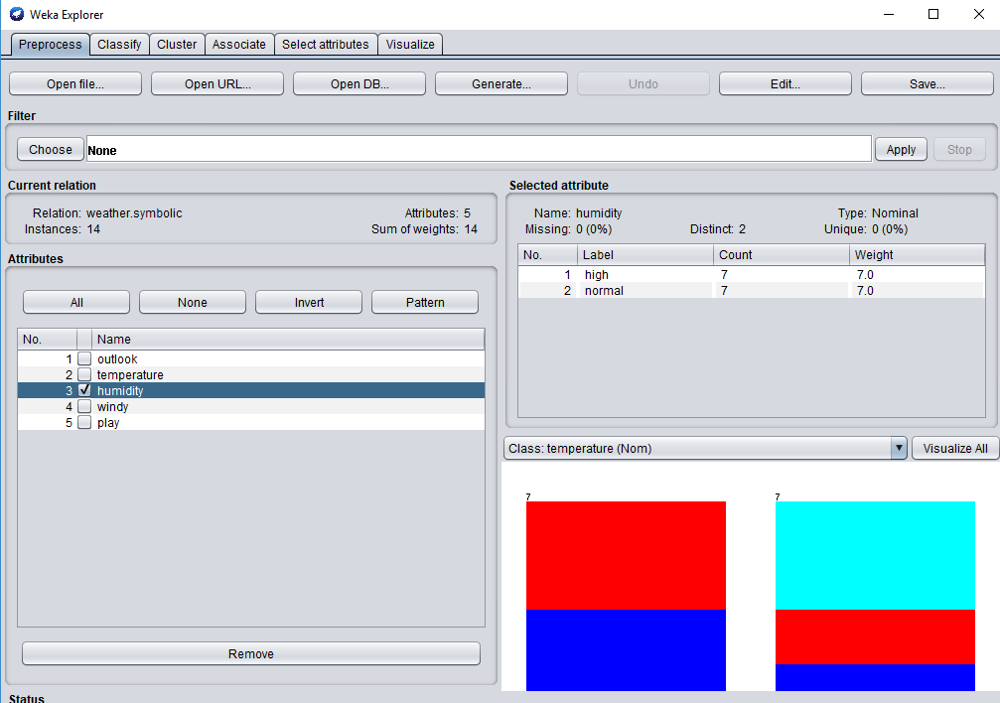 Weka Explorer
Preprocess Classify Cluster Associate Select attributes Visualize
Open file... Open URL... Open DB... Generate... Undo Edit... Save...
Filter
Choose None Apply Stop
Current relation
Relation: weather.symbolic Attributes: 5
Instances: 14 Sum of weights: 14
Attributes
All None Invert Pattern
No. Name
1 outlook
2 temperature
3 humidity
4 windy
5 play
Remove
Status
Selected attribute
Name: humidity Type: Nominal
Missing: 0 (0%) Distinct: 2 Unique: 0 (0%)
No. Label Count Weight
1 high 7 7.0
2 normal 7 7.0
Class: temperature (Nom) Visualize All
7 7